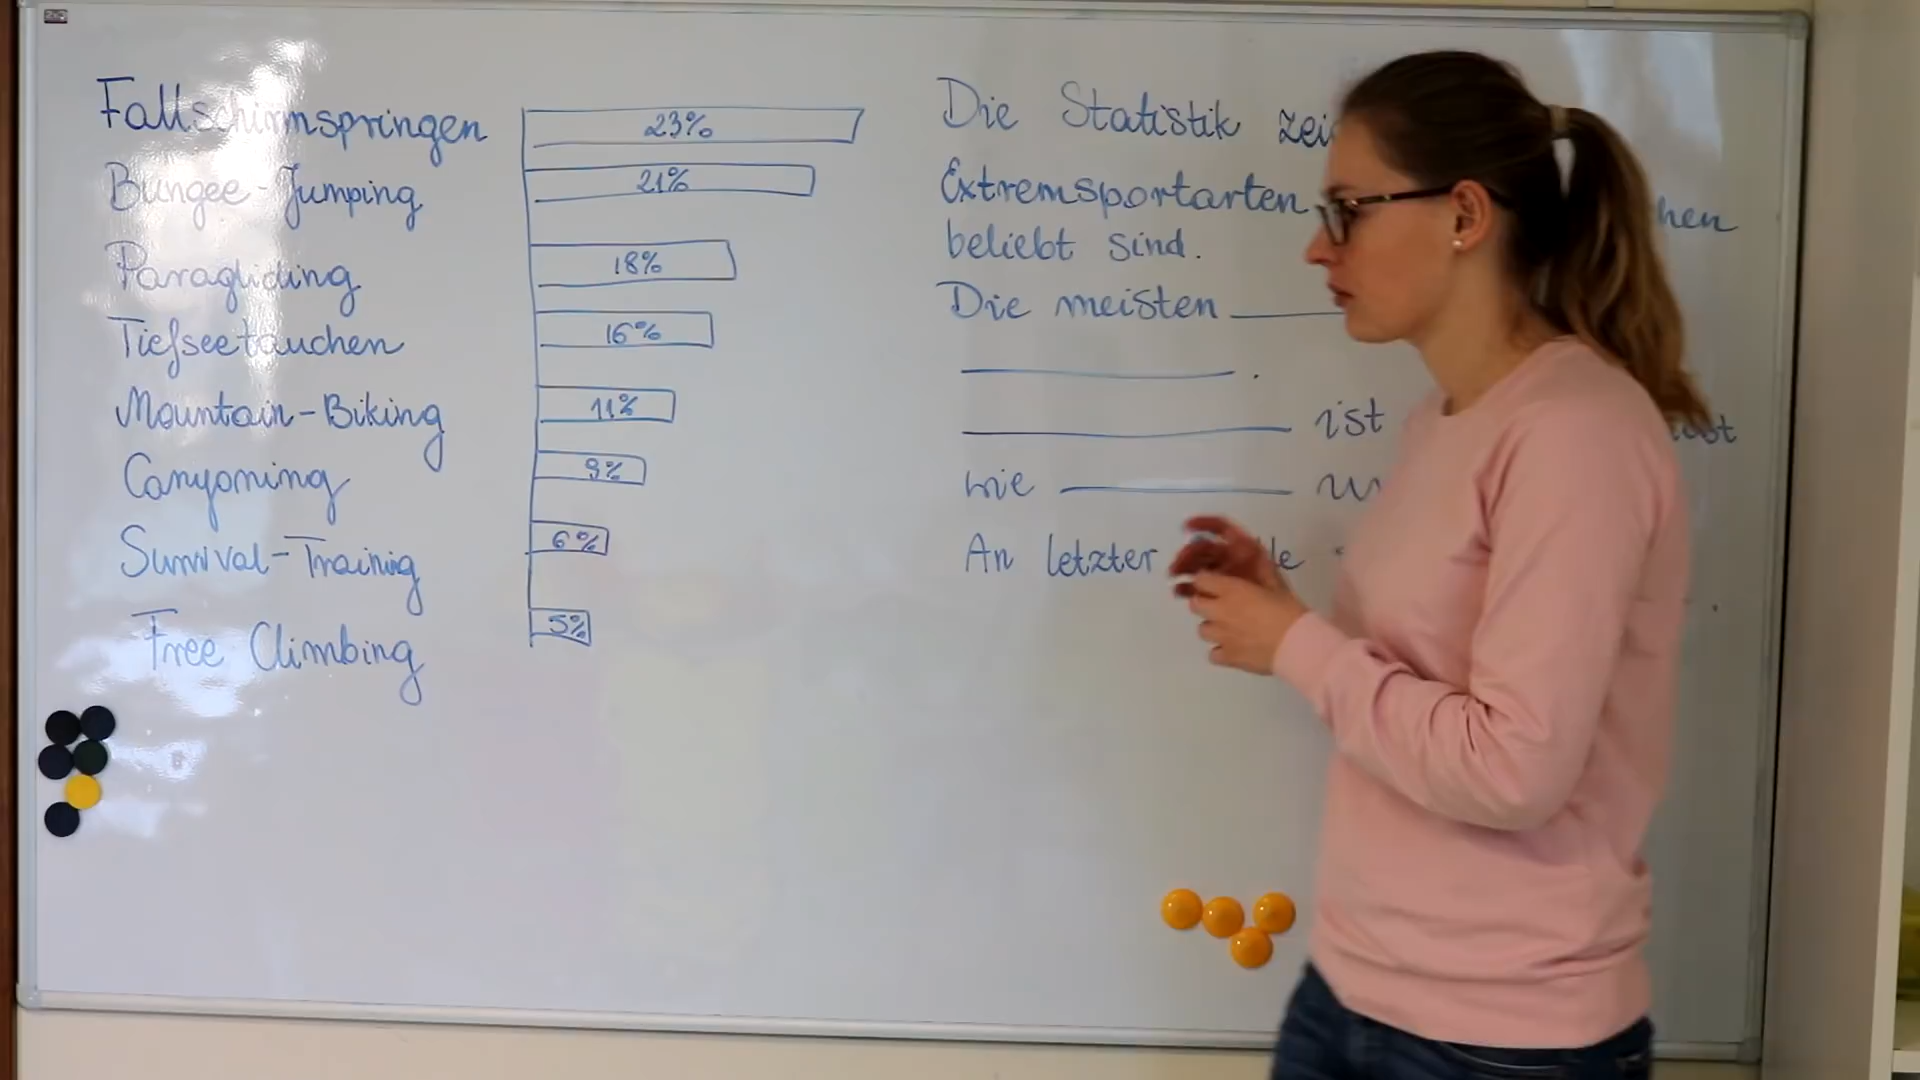 Fallschirmspringen 23%
Bungee-Jumping 21%
Paragliding 18%
Tiefseetauchen 16%
Mountain-Biking 11%
Canyoning 9%
Survival-Training 6%
Free Climbing 5%
Die Statistik
Extremsportarten
beliebt sind.
Die meisten
.
ist
wie
An letzter